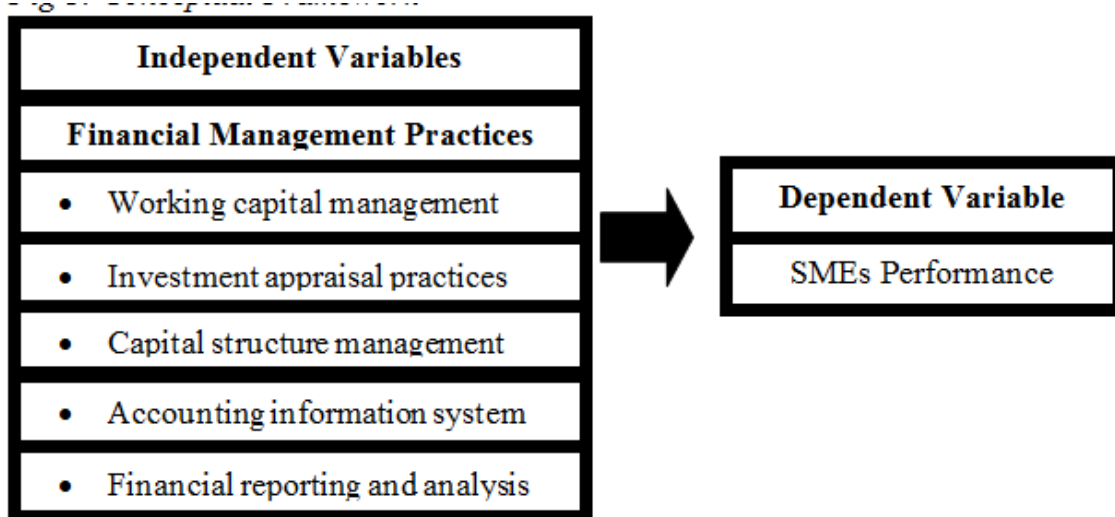 Independent Variables
Financial Management Practices
• Working capital management
• Investment appraisal practices
• Capital structure management
• Accounting information system
• Financial reporting and analysis
Dependent Variable
SMEs Performance